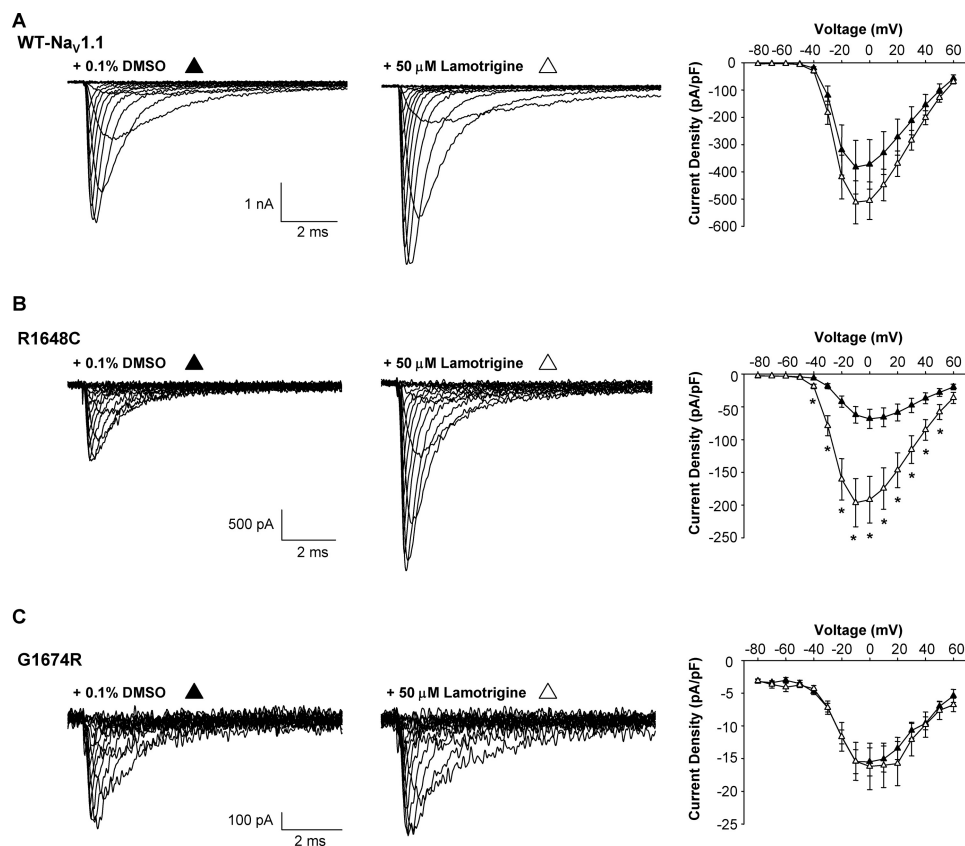 A
WT-NaV1.1
+ 0.1% DMSO
+ 50 μM Lamotrigine
1 nA
2 ms
Voltage (mV)
-80 -60 -40 -20 0 20 40 60
Current Density (pA/pF)
0
-100
-200
-300
-400
-500
-600
B
R1648C
+ 0.1% DMSO
+ 50 μM Lamotrigine
500 pA
2 ms
Voltage (mV)
-80 -60 -40 -20 0 20 40 60
Current Density (pA/pF)
0
-50
-100
-150
-200
-250
* * * * * * * * * *
C
G1674R
+ 0.1% DMSO
+ 50 μM Lamotrigine
100 pA
2 ms
Voltage (mV)
-80 -60 -40 -20 0 20 40 60
Current Density (pA/pF)
0
-5
-10
-15
-20
-25